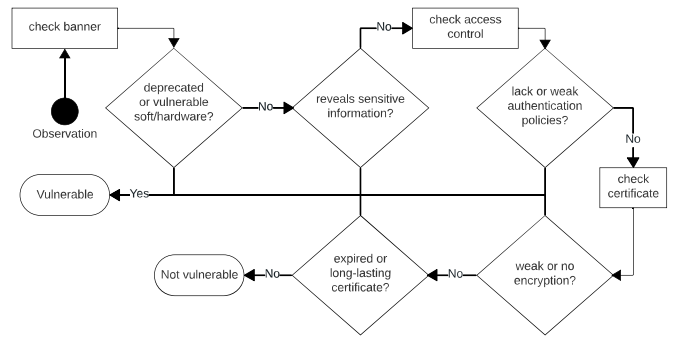 check banner
Observation
deprecated
or vulnerable
soft/hardware?
No
reveals sensitive
information?
No
check access
control
lack or weak
authentication
policies?
No
check
certificate
Vulnerable
Yes
Not vulnerable
No
expired or
long-lasting
certificate?
No
weak or no
encryption?